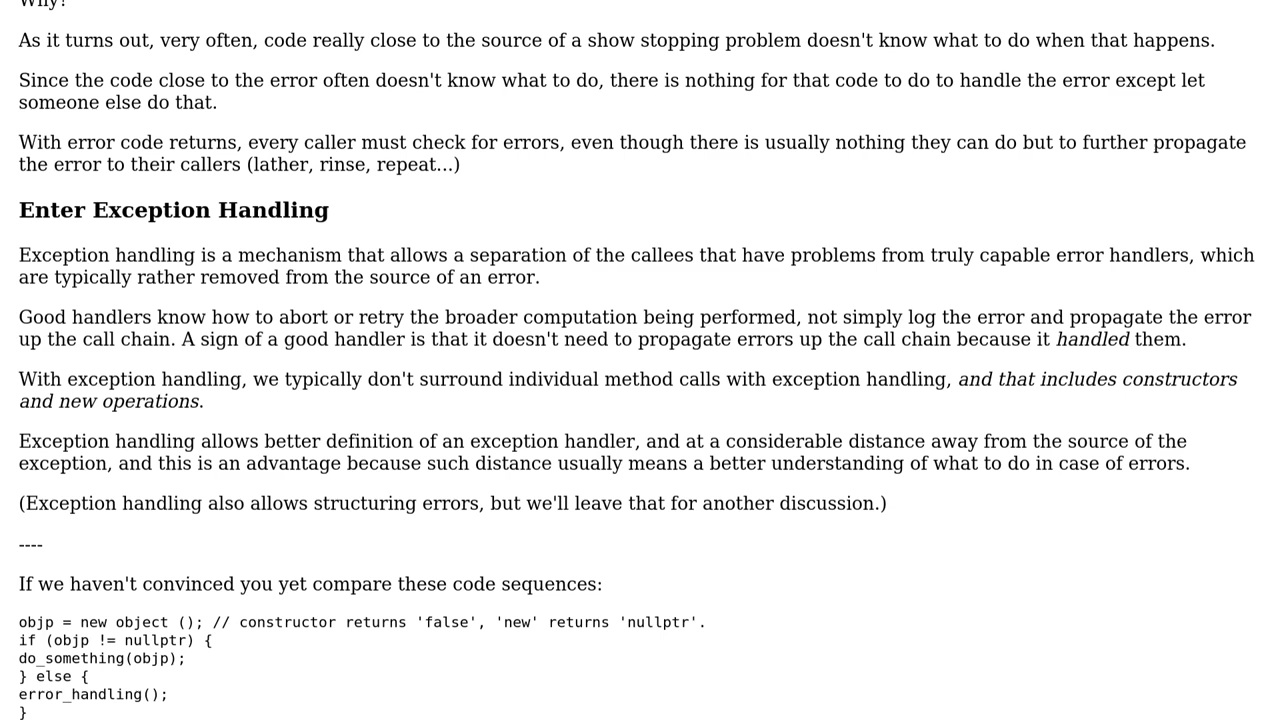 Why?
As it turns out, very often, code really close to the source of a show stopping problem doesn't know what to do when that happens.
Since the code close to the error often doesn't know what to do, there is nothing for that code to do to handle the error except let
someone else do that.
With error code returns, every caller must check for errors, even though there is usually nothing they can do but to further propagate
the error to their callers (lather, rinse, repeat...)
Enter Exception Handling
Exception handling is a mechanism that allows a separation of the callees that have problems from truly capable error handlers, which
are typically rather removed from the source of an error.
Good handlers know how to abort or retry the broader computation being performed, not simply log the error and propagate the error
up the call chain. A sign of a good handler is that it doesn't need to propagate errors up the call chain because it handled them.
With exception handling, we typically don't surround individual method calls with exception handling, and that includes constructors
and new operations.
Exception handling allows better definition of an exception handler, and at a considerable distance away from the source of the
exception, and this is an advantage because such distance usually means a better understanding of what to do in case of errors.
(Exception handling also allows structuring errors, but we'll leave that for another discussion.)
----
If we haven't convinced you yet compare these code sequences:
objp = new object (); // constructor returns 'false', 'new' returns 'nullptr'.
if (objp != nullptr) {
do_something(objp);
} else {
error_handling();
}